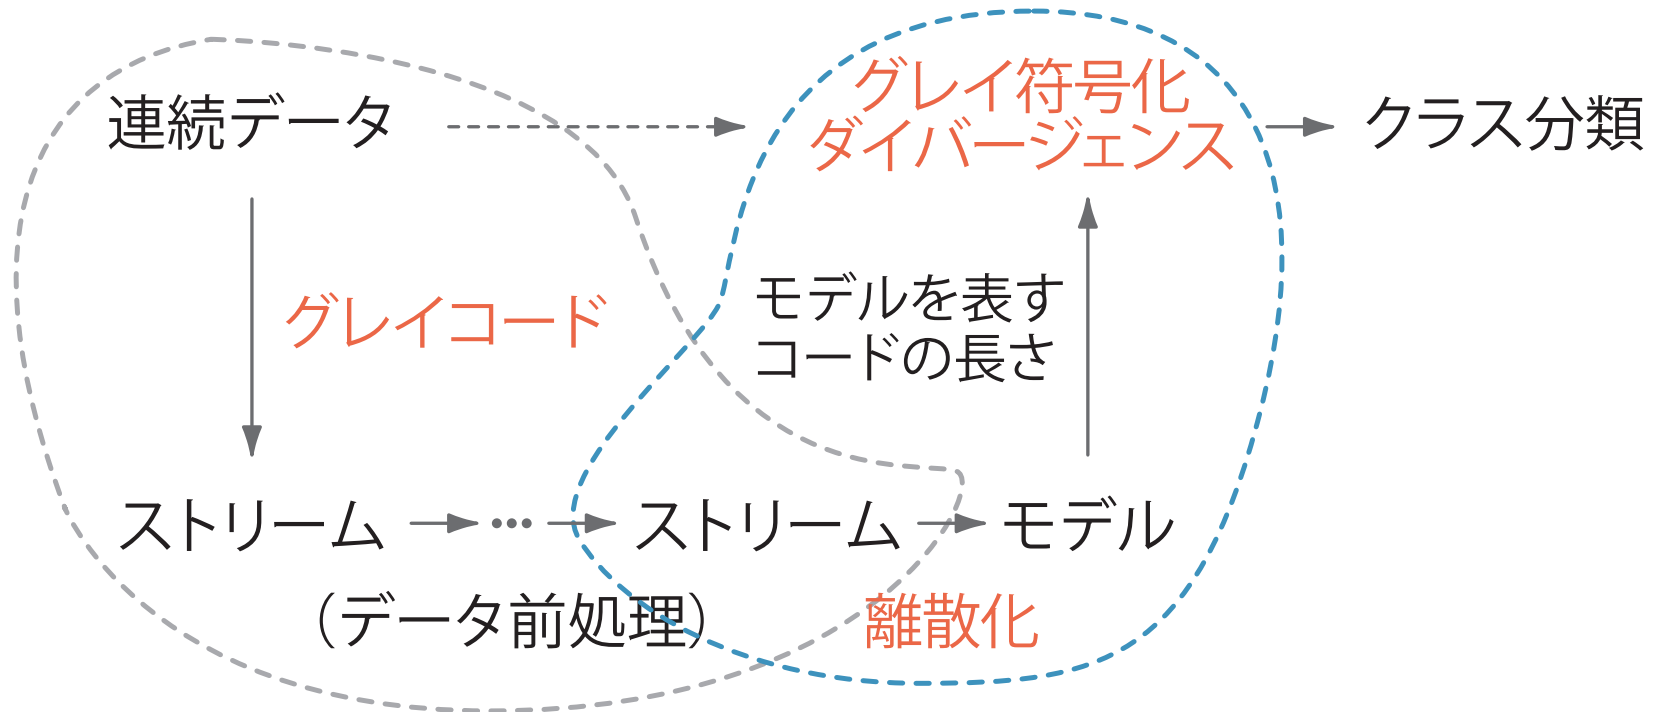 連続データ
グレイ符号化
ダイバージェンス
クラス分類
グレイコード
モデルを表す
コードの長さ
ストリーム
ストリーム
モデル
（データ前処理）
離散化